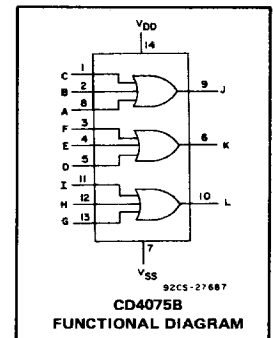 VDD
14
C 1
B 2
A 8
9 J
F 3
E 4
D 5
6 K
I 11
H 12
G 13
10 L
7
VSS
92CS-27687
CD4075B
FUNCTIONAL DIAGRAM